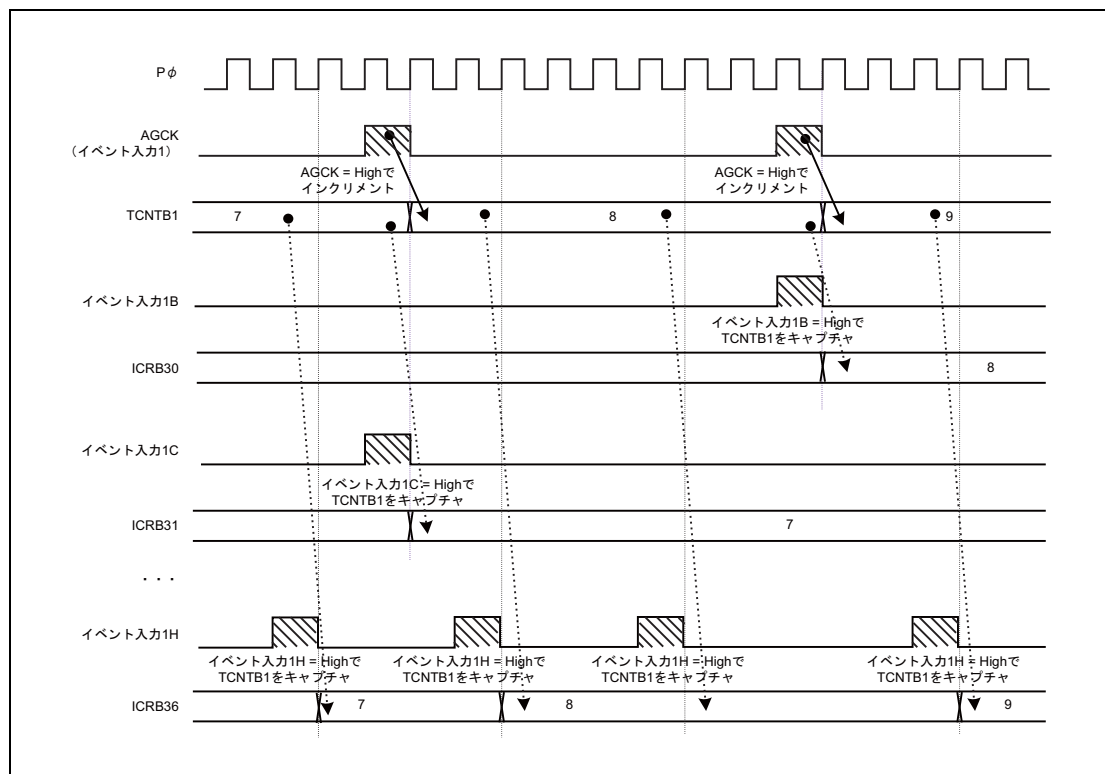 Pφ
AGCK
（イベント入力1）
AGCK = Highで
インクリメント
AGCK = Highで
インクリメント
TCNTB1
7
8
9
イベント入力1B
イベント入力1B = Highで
TCNTB1をキャプチャ
ICRB30
8
イベント入力1C
イベント入力1C = Highで
TCNTB1をキャプチャ
ICRB31
7
・・・
イベント入力1H
イベント入力1H = Highで
TCNTB1をキャプチャ
イベント入力1H = Highで
TCNTB1をキャプチャ
イベント入力1H = Highで
TCNTB1をキャプチャ
イベント入力1H = Highで
TCNTB1をキャプチャ
ICRB36
7
8
9